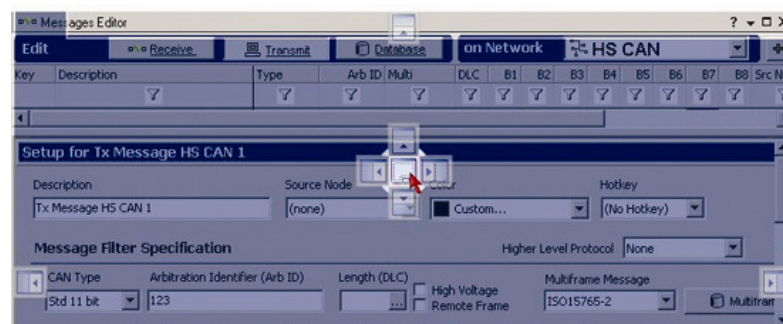 Messages Editor
Edit Receive Transmit Database on Network HS CAN
Key Description Type Arb ID Multi DLC B1 B2 B3 B4 B5 B6 B7 B8 Src N
Setup for Tx Message HS CAN 1
Description Source Node Color Hotkey
Tx Message HS CAN 1 (none) Custom... (No Hotkey)
Message Filter Specification Higher Level Protocol None
CAN Type Arbitration Identifier (Arb ID) Length (DLC) High Voltage Multiframe Message
Std 11 bit 123 ... Remote Frame ISO15765-2 Multifram